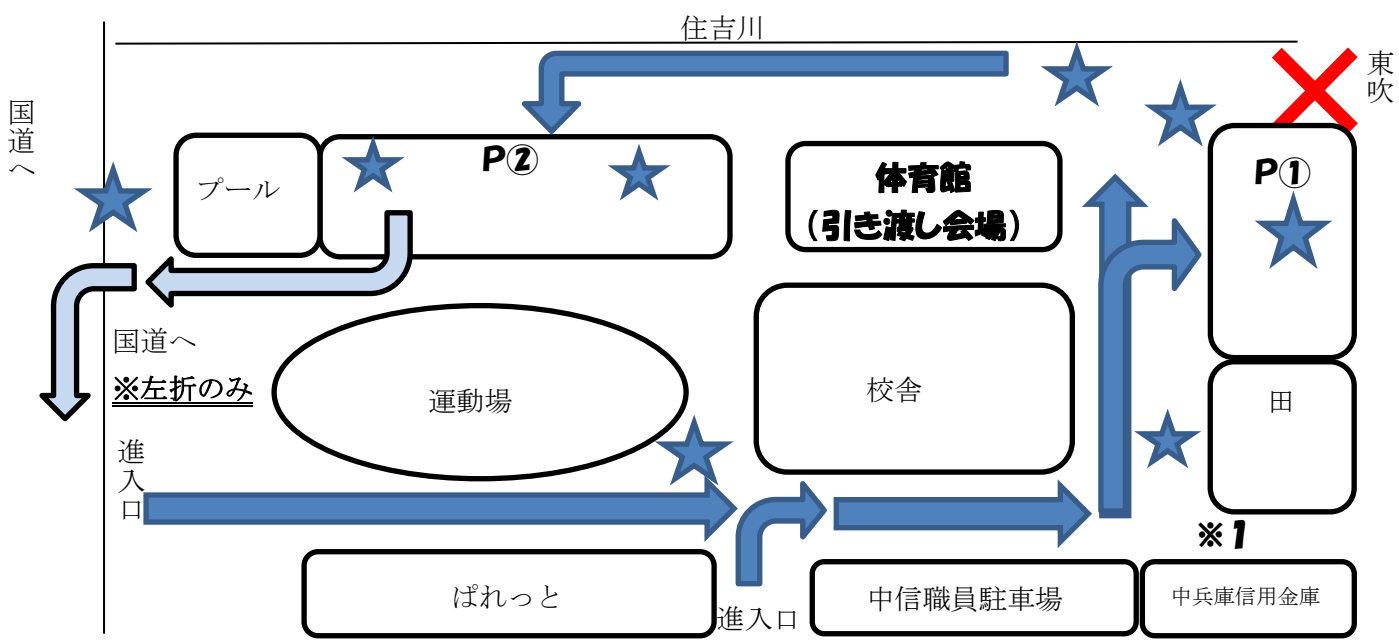 住吉川
東吹
国道へ
プール
P②
体育館
(引き渡し会場)
P①
国道へ
※左折のみ
運動場
校舎
田
進入口
※1
ぱれっと
進入口
中信職員駐車場
中兵庫信用金庫